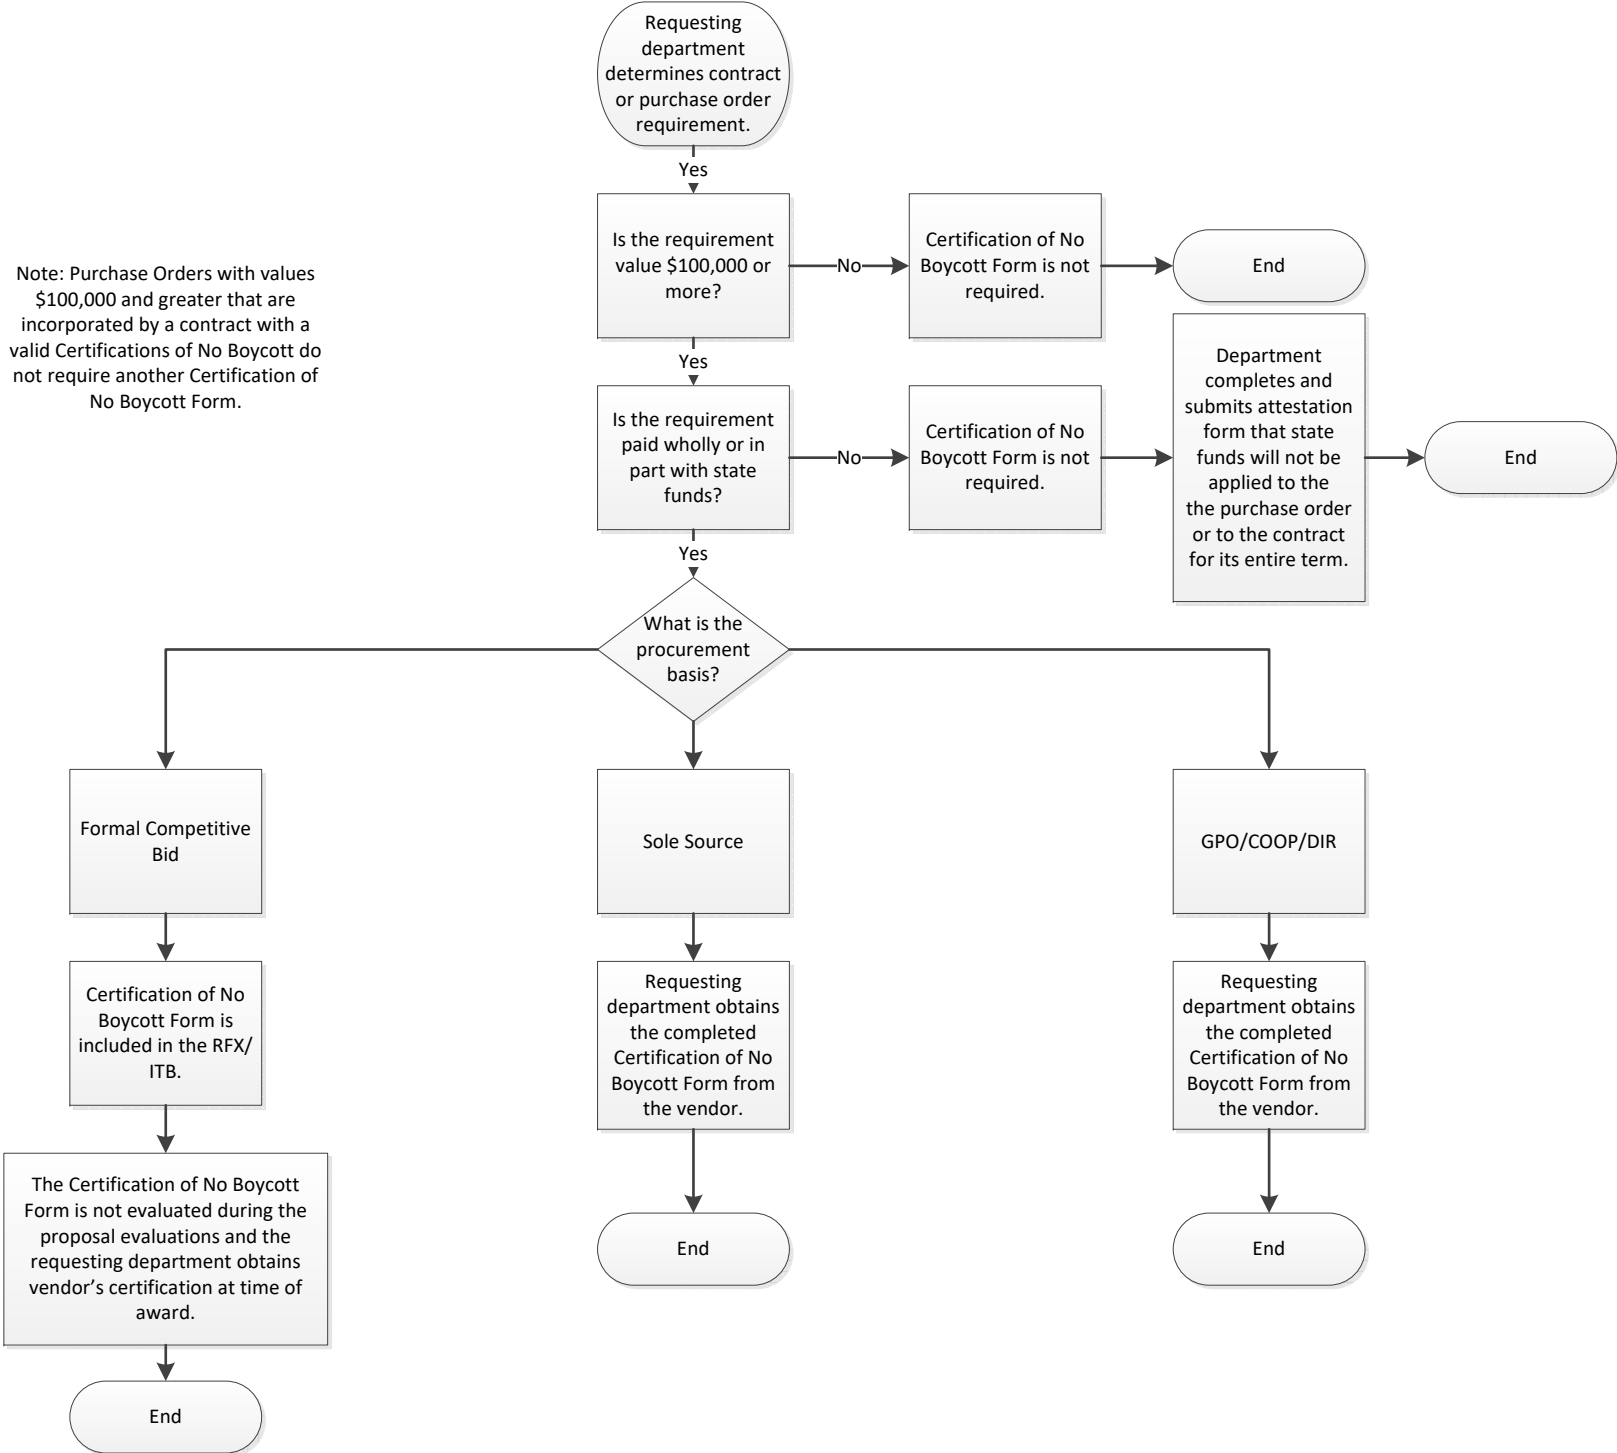 Requesting
department
determines contract
or purchase order
requirement.
Yes
Is the requirement
value $100,000 or
more?
No
Certification of No
Boycott Form is not
required.
End
Note: Purchase Orders with values
$100,000 and greater that are
incorporated by a contract with a
valid Certifications of No Boycott do
not require another Certification of
No Boycott Form.
Yes
Is the requirement
paid wholly or in
part with state
funds?
No
Certification of No
Boycott Form is not
required.
Department
completes and
submits attestation
form that state
funds will not be
applied to the
the purchase order
or to the contract
for its entire term.
End
Yes
What is the
procurement
basis?
Formal Competitive
Bid
Sole Source
GPO/COOP/DIR
Certification of No
Boycott Form is
included in the RFX/
ITB.
Requesting
department obtains
the completed
Certification of No
Boycott Form from
the vendor.
Requesting
department obtains
the completed
Certification of No
Boycott Form from
the vendor.
The Certification of No Boycott
Form is not evaluated during the
proposal evaluations and the
requesting department obtains
vendor’s certification at time of
award.
End
End
End